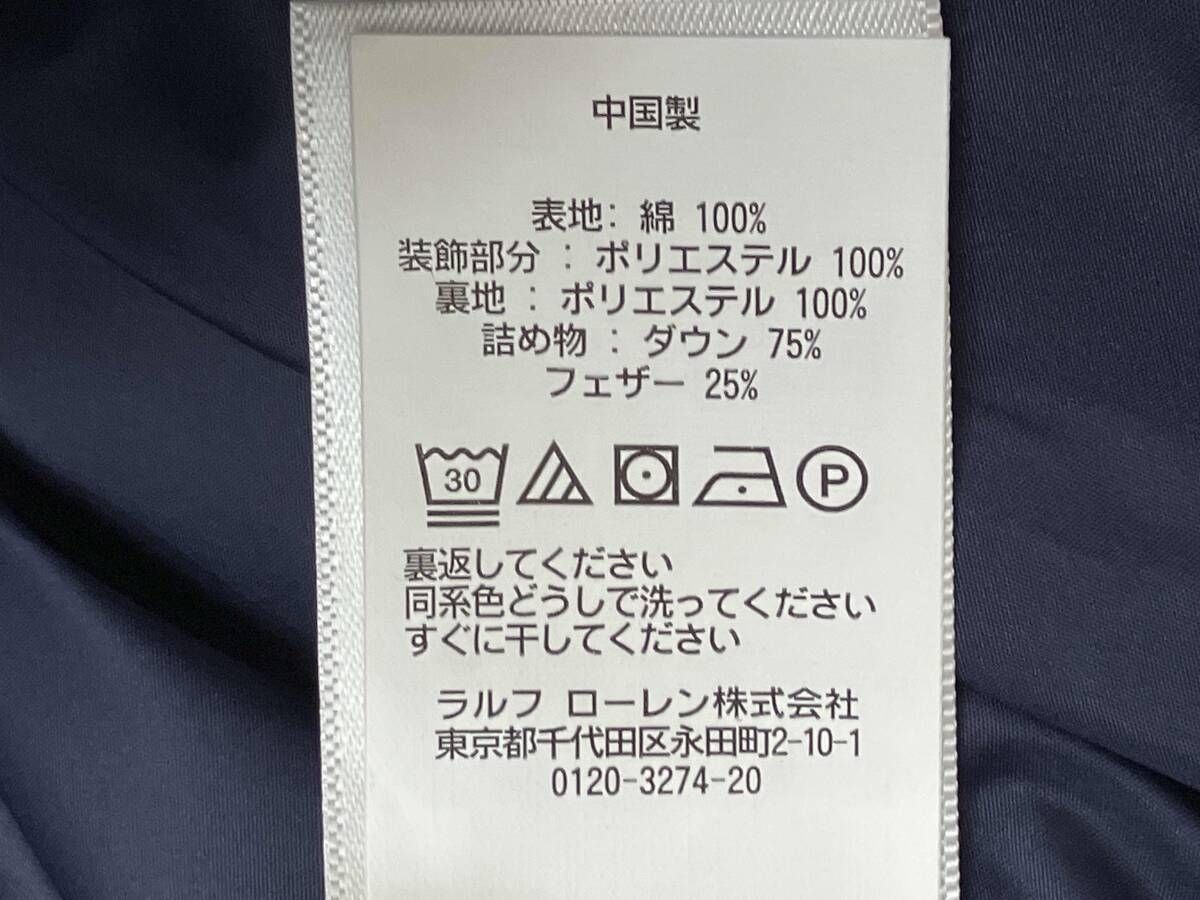 中国製
表地: 綿 100%
装飾部分 : ポリエステル 100%
裏地 : ポリエステル 100%
詰め物 : ダウン 75%
フェザー 25%
30 P
裏返してください
同系色どうしで洗ってください
すぐに干してください
ラルフ ローレン株式会社
東京都千代田区永田町2-10-1
0120-3274-20